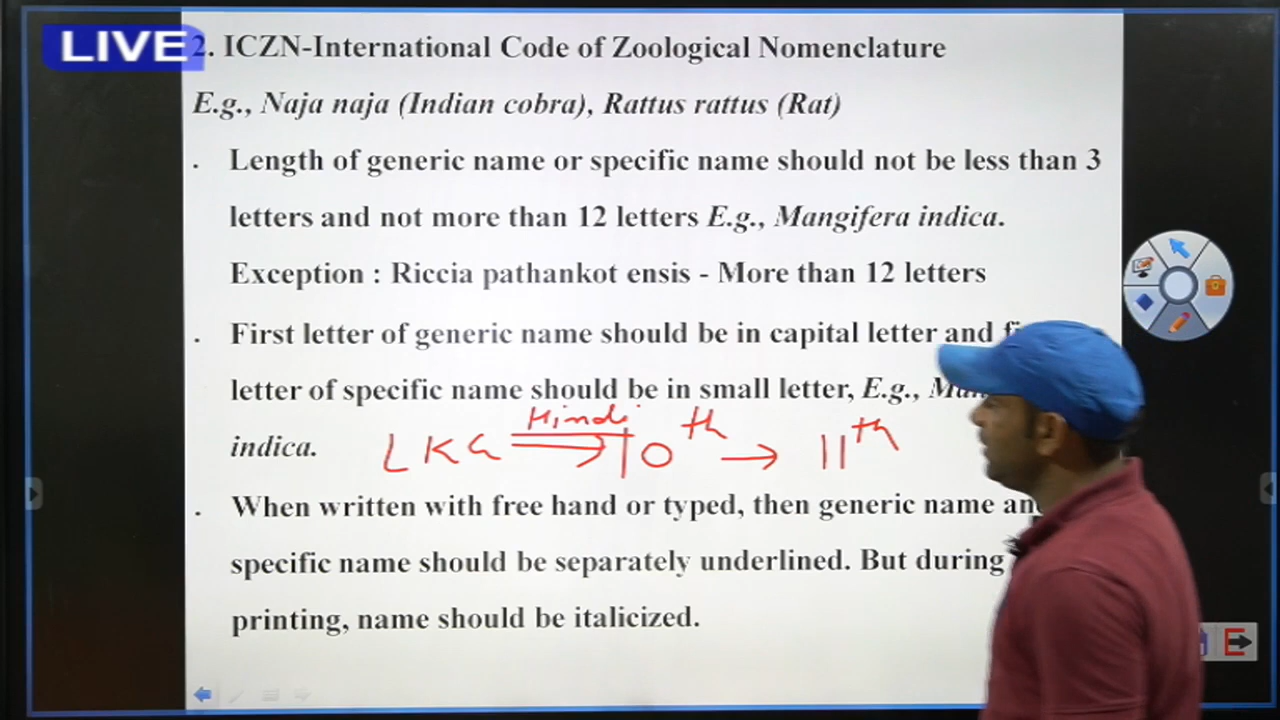 LIVE
2. ICZN-International Code of Zoological Nomenclature
E.g., Naja naja (Indian cobra), Rattus rattus (Rat)
. Length of generic name or specific name should not be less than 3
letters and not more than 12 letters E.g., Mangifera indica.
Exception : Riccia pathankot ensis - More than 12 letters
. First letter of generic name should be in capital letter and
letter of specific name should be in small letter, E.g.,
Hindi
indica. LKG 10th → 11th
. When written with free hand or typed, then generic name
specific name should be separately underlined. But during
printing, name should be italicized.